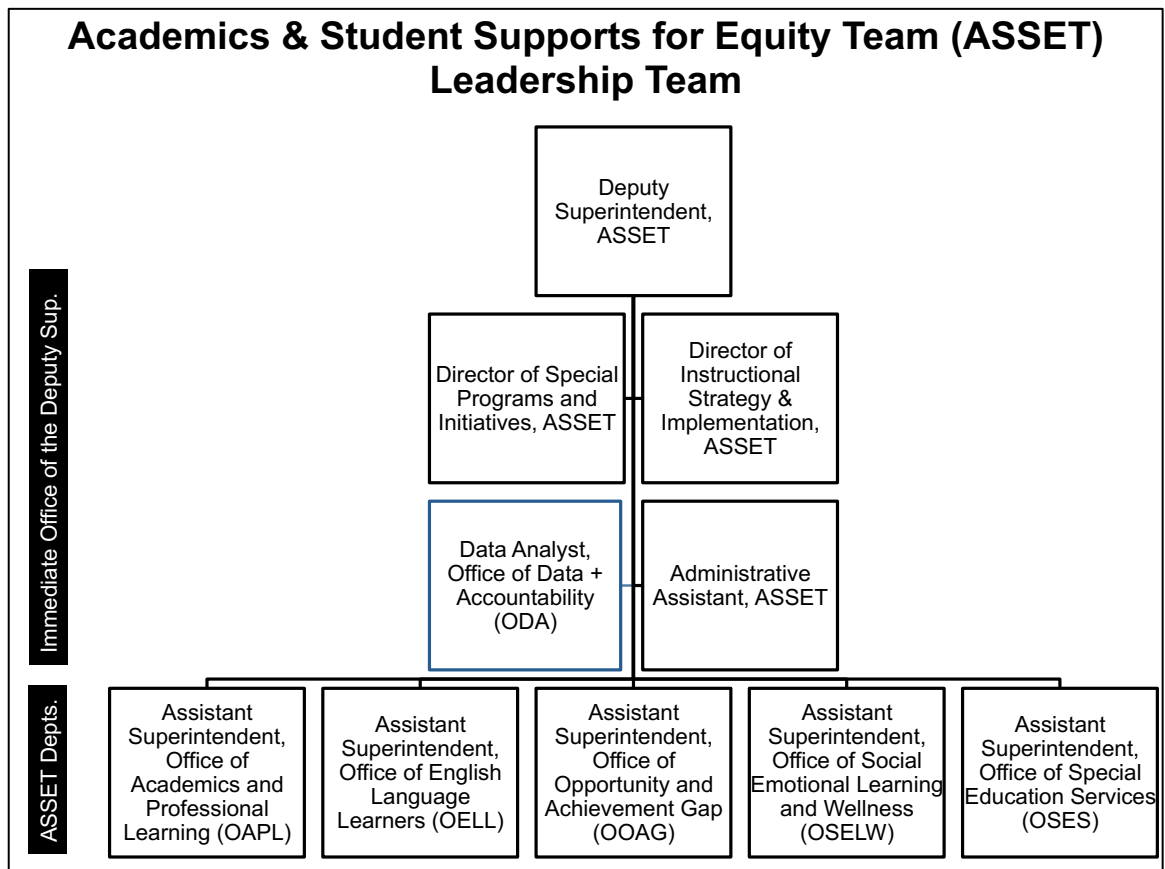 Academics & Student Supports for Equity Team (ASSET)
Leadership Team
Deputy
Superintendent,
ASSET
Immediate Office of the Deputy Sup.
Director of Special
Programs and
Initiatives, ASSET
Director of
Instructional
Strategy &
Implementation,
ASSET
Data Analyst,
Office of Data +
Accountability
(ODA)
Administrative
Assistant, ASSET
ASSET Depts.
Assistant
Superintendent,
Office of
Academics and
Professional
Learning (OAPL)
Assistant
Superintendent,
Office of English
Language
Learners (OELL)
Assistant
Superintendent,
Office of
Opportunity and
Achievement Gap
(OOAG)
Assistant
Superintendent,
Office of Social
Emotional Learning
and Wellness
(OSELW)
Assistant
Superintendent,
Office of Special
Education Services
(OSES)